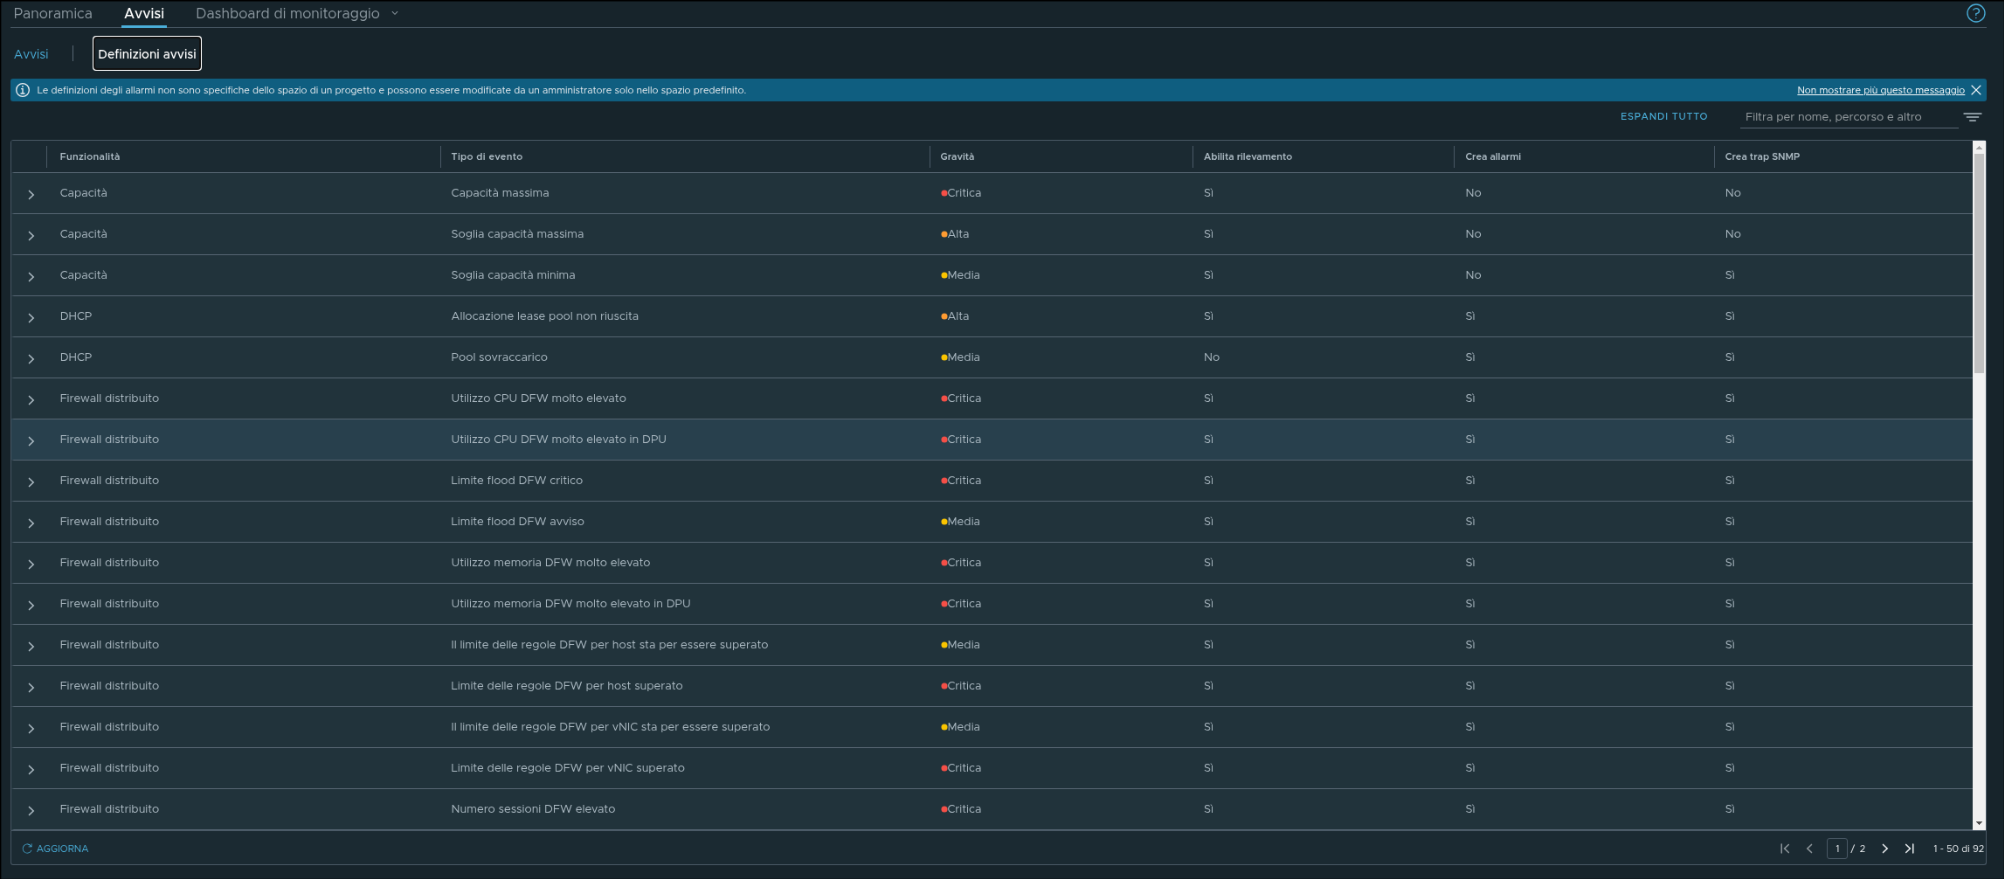 Panoramica Avvisi Dashboard di monitoraggio
Avvisi Definizioni avvisi
Le definizioni degli allarmi non sono specifiche dello spazio di un progetto e possono essere modificate da un amministratore solo nello spazio predefinito. Non mostrare più questo messaggio
ESPANDI TUTTO Filtra per nome, percorso e altro
Funzionalità Tipo di evento Gravità Abilita rilevamento Crea allarmi Crea trap SNMP
Capacità Capacità massima Critica Sì No No
Capacità Soglia capacità massima Alta Sì No No
Capacità Soglia capacità minima Media Sì No Sì
DHCP Allocazione lease pool non riuscita Alta Sì Sì Sì
DHCP Pool sovraccarico Media No Sì Sì
Firewall distribuito Utilizzo CPU DFW molto elevato Critica Sì Sì Sì
Firewall distribuito Utilizzo CPU DFW molto elevato in DPU Critica Sì Sì Sì
Firewall distribuito Limite flood DFW critico Critica Sì Sì Sì
Firewall distribuito Limite flood DFW avviso Media Sì Sì Sì
Firewall distribuito Utilizzo memoria DFW molto elevato Critica Sì Sì Sì
Firewall distribuito Utilizzo memoria DFW molto elevato in DPU Critica Sì Sì Sì
Firewall distribuito Il limite delle regole DFW per host sta per essere superato Media Sì Sì Sì
Firewall distribuito Limite delle regole DFW per host superato Critica Sì Sì Sì
Firewall distribuito Il limite delle regole DFW per vNIC sta per essere superato Media Sì Sì Sì
Firewall distribuito Limite delle regole DFW per vNIC superato Critica Sì Sì Sì
Firewall distribuito Numero sessioni DFW elevato Critica Sì Sì Sì
AGGIORNA 1 / 2 1 - 50 di 92